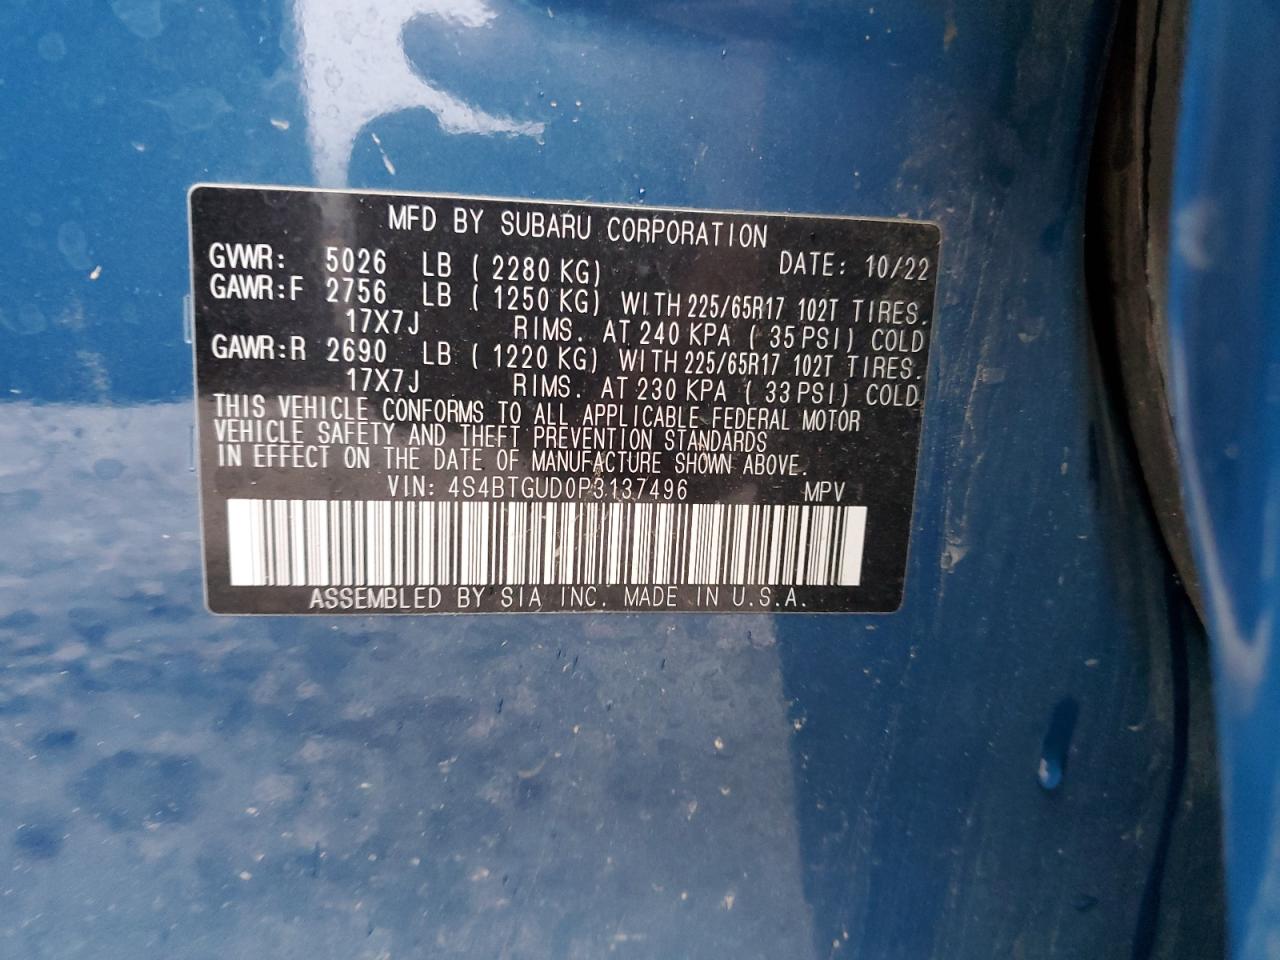 MFD BY SUBARU CORPORATION
GVWR: 5026 LB ( 2280 KG) DATE: 10/22
GAWR:F 2756 LB ( 1250 KG) WITH 225/65R17 102T TIRES.
17X7J RIMS. AT 240 KPA ( 35 PSI) COLD
GAWR:R 2690 LB ( 1220 KG) WITH 225/65R17 102T TIRES.
17X7J RIMS. AT 230 KPA ( 33 PSI) COLD
THIS VEHICLE CONFORMS TO ALL APPLICABLE FEDERAL MOTOR
VEHICLE SAFETY AND THEFT PREVENTION STANDARDS
IN EFFECT ON THE DATE OF MANUFACTURE SHOWN ABOVE.
VIN: 4S4BTGUD0P3137496 MPV
ASSEMBLED BY SIA INC. MADE IN U.S.A.